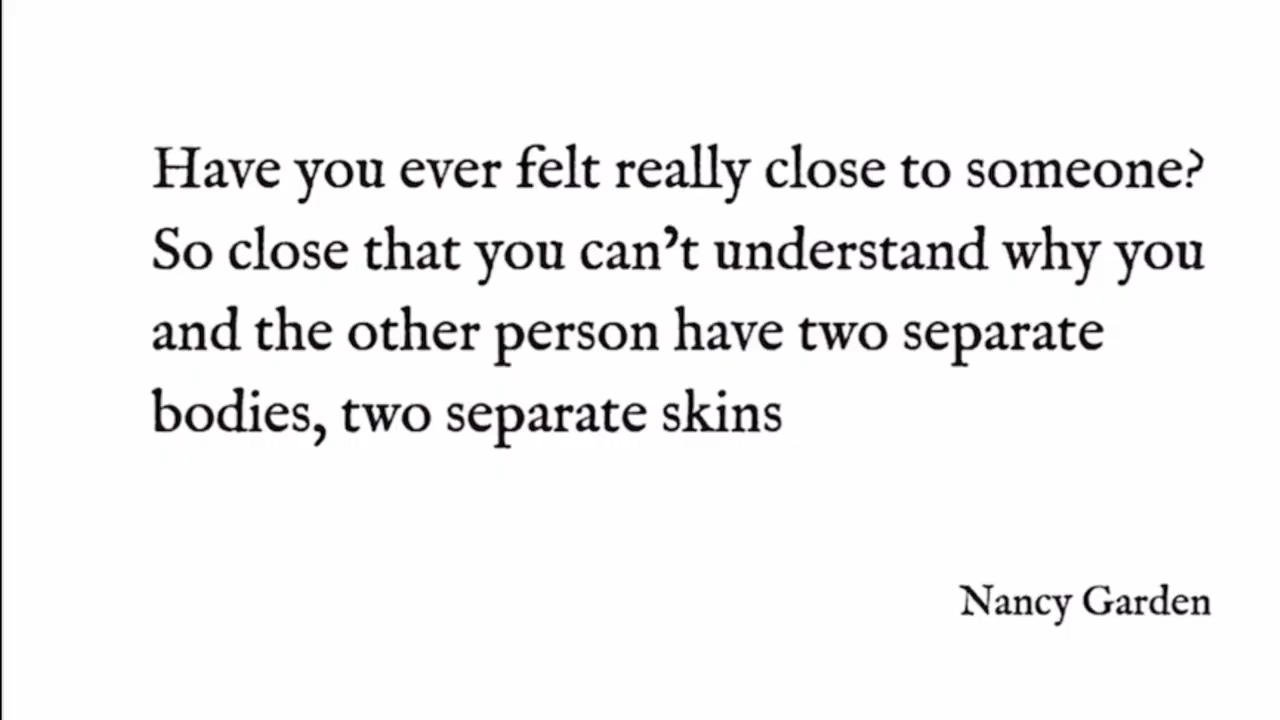 Have you ever felt really close to someone?
So close that you can’t understand why you
and the other person have two separate
bodies, two separate skins
Nancy Garden